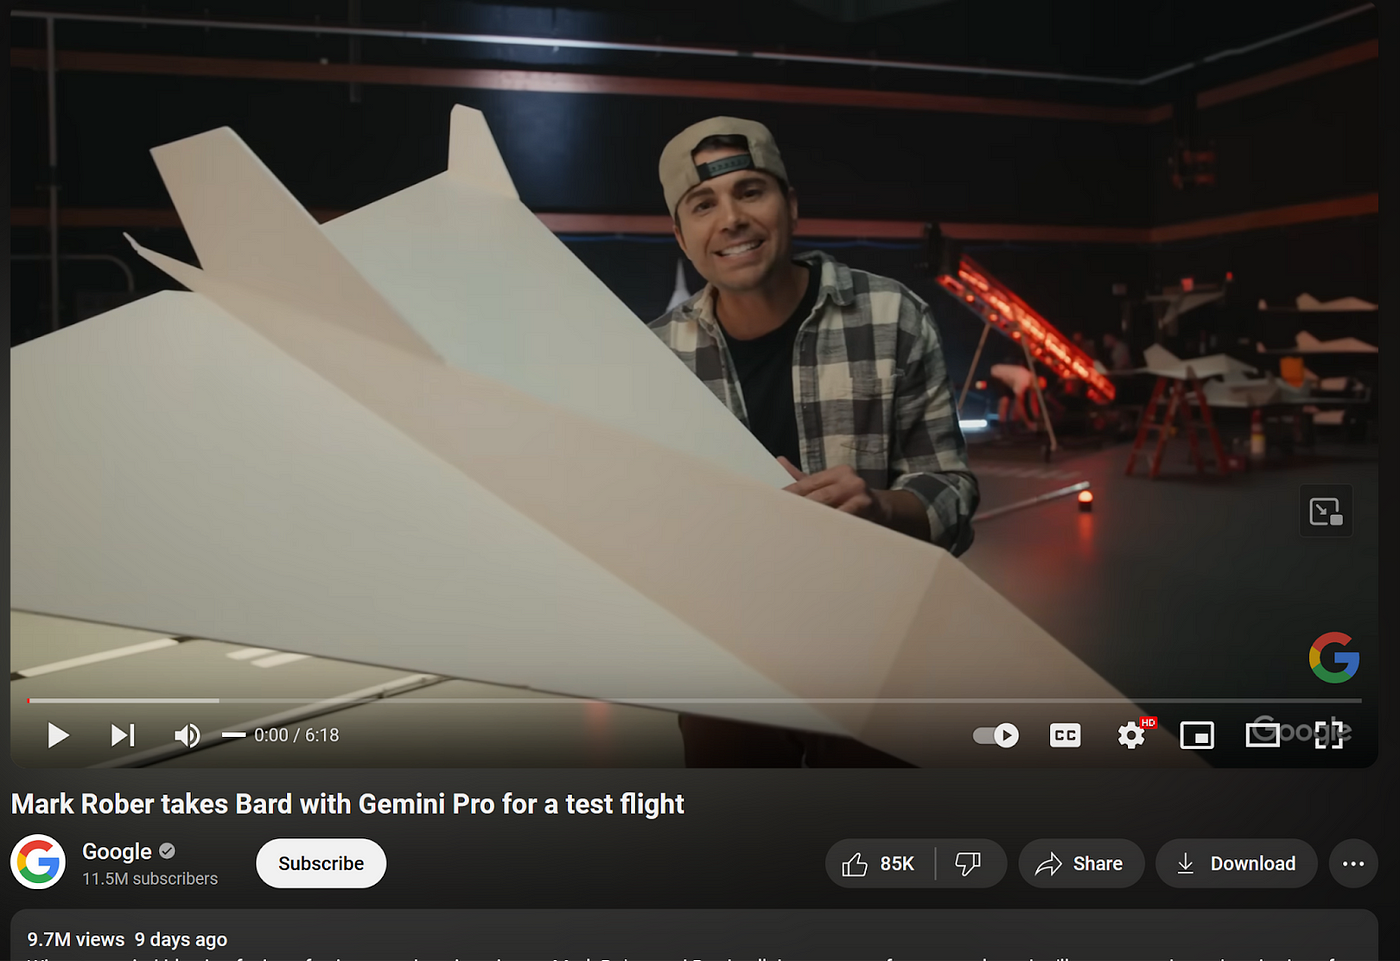 0:00 / 6:18
CC
HD
Google
Mark Rober takes Bard with Gemini Pro for a test flight
Google
11.5M subscribers
Subscribe
85K
Share
Download
9.7M views 9 days ago